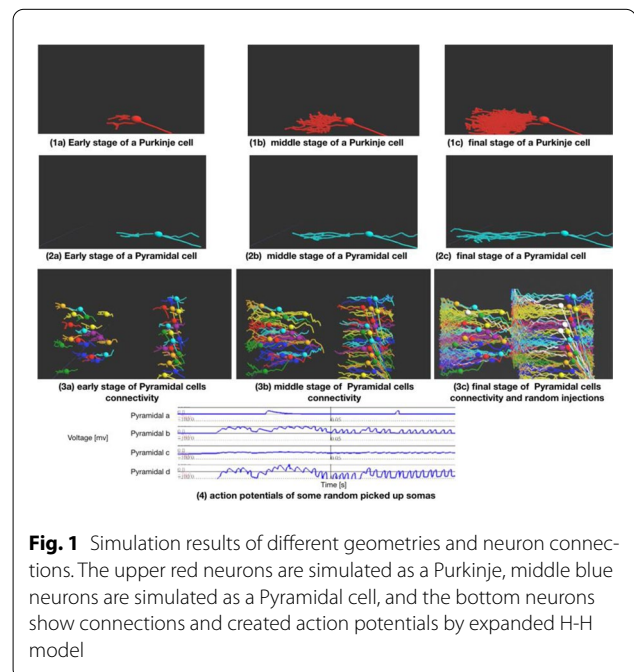 (1a) Early stage of a Purkinje cell
(1b) middle stage of a Purkinje cell
(1c) final stage of a Purkinje cell
(2a) Early stage of a Pyramidal cell
(2b) middle stage of a Pyramidal cell
(2c) final stage of a Pyramidal cell
(3a) early stage of Pyramidal cells
connectivity
(3b) middle stage of Pyramidal cells
connectivity
(3c) final stage of Pyramidal cells
connectivity and random injections
Pyramidal a
Voltage [mv]
Pyramidal b
Pyramidal c
Pyramidal d
Time [s]
(4) action potentials of some random picked up somas
Fig. 1 Simulation results of different geometries and neuron connec-
tions. The upper red neurons are simulated as a Purkinje, middle blue
neurons are simulated as a Pyramidal cell, and the bottom neurons
show connections and created action potentials by expanded H-H
model